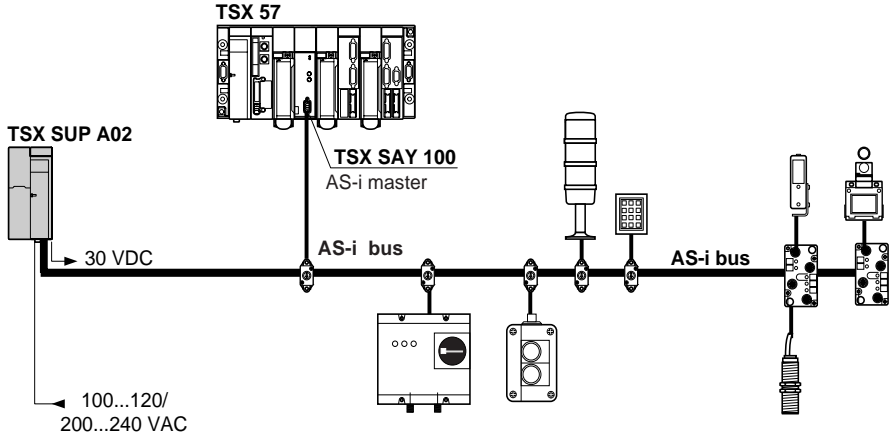 TSX 57
TSX SUP A02
TSX SAY 100
AS-i master
AS-i bus
30 VDC
AS-i bus
100...120/
200...240 VAC